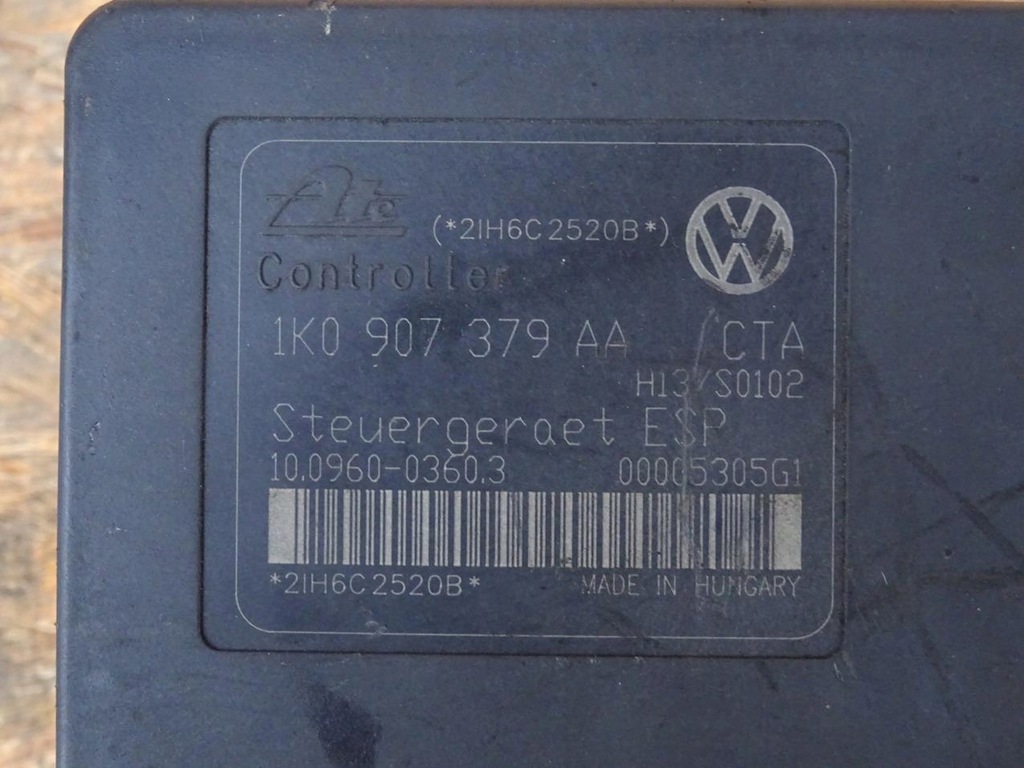 Ate
(*2IH6C2520B*)
Controller
1K0 907 379 AA CTA
H13/S0102
Steuergeraet ESP
10.0960-0360.3 00005305G1
*2IH6C2520B* MADE IN HUNGARY